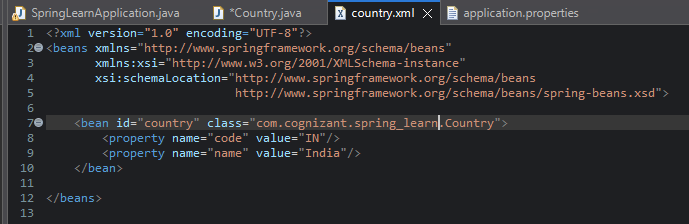 SpringLearnApplication.java *Country.java country.xml application.properties
1 <?xml version="1.0" encoding="UTF-8"?>
2 <beans xmlns="http://www.springframework.org/schema/beans"
3 xmlns:xsi="http://www.w3.org/2001/XMLSchema-instance"
4 xsi:schemaLocation="http://www.springframework.org/schema/beans
5 http://www.springframework.org/schema/beans/spring-beans.xsd">
6
7 <bean id="country" class="com.cognizant.spring_learn.Country">
8 <property name="code" value="IN"/>
9 <property name="name" value="India"/>
10 </bean>
11
12 </beans>
13